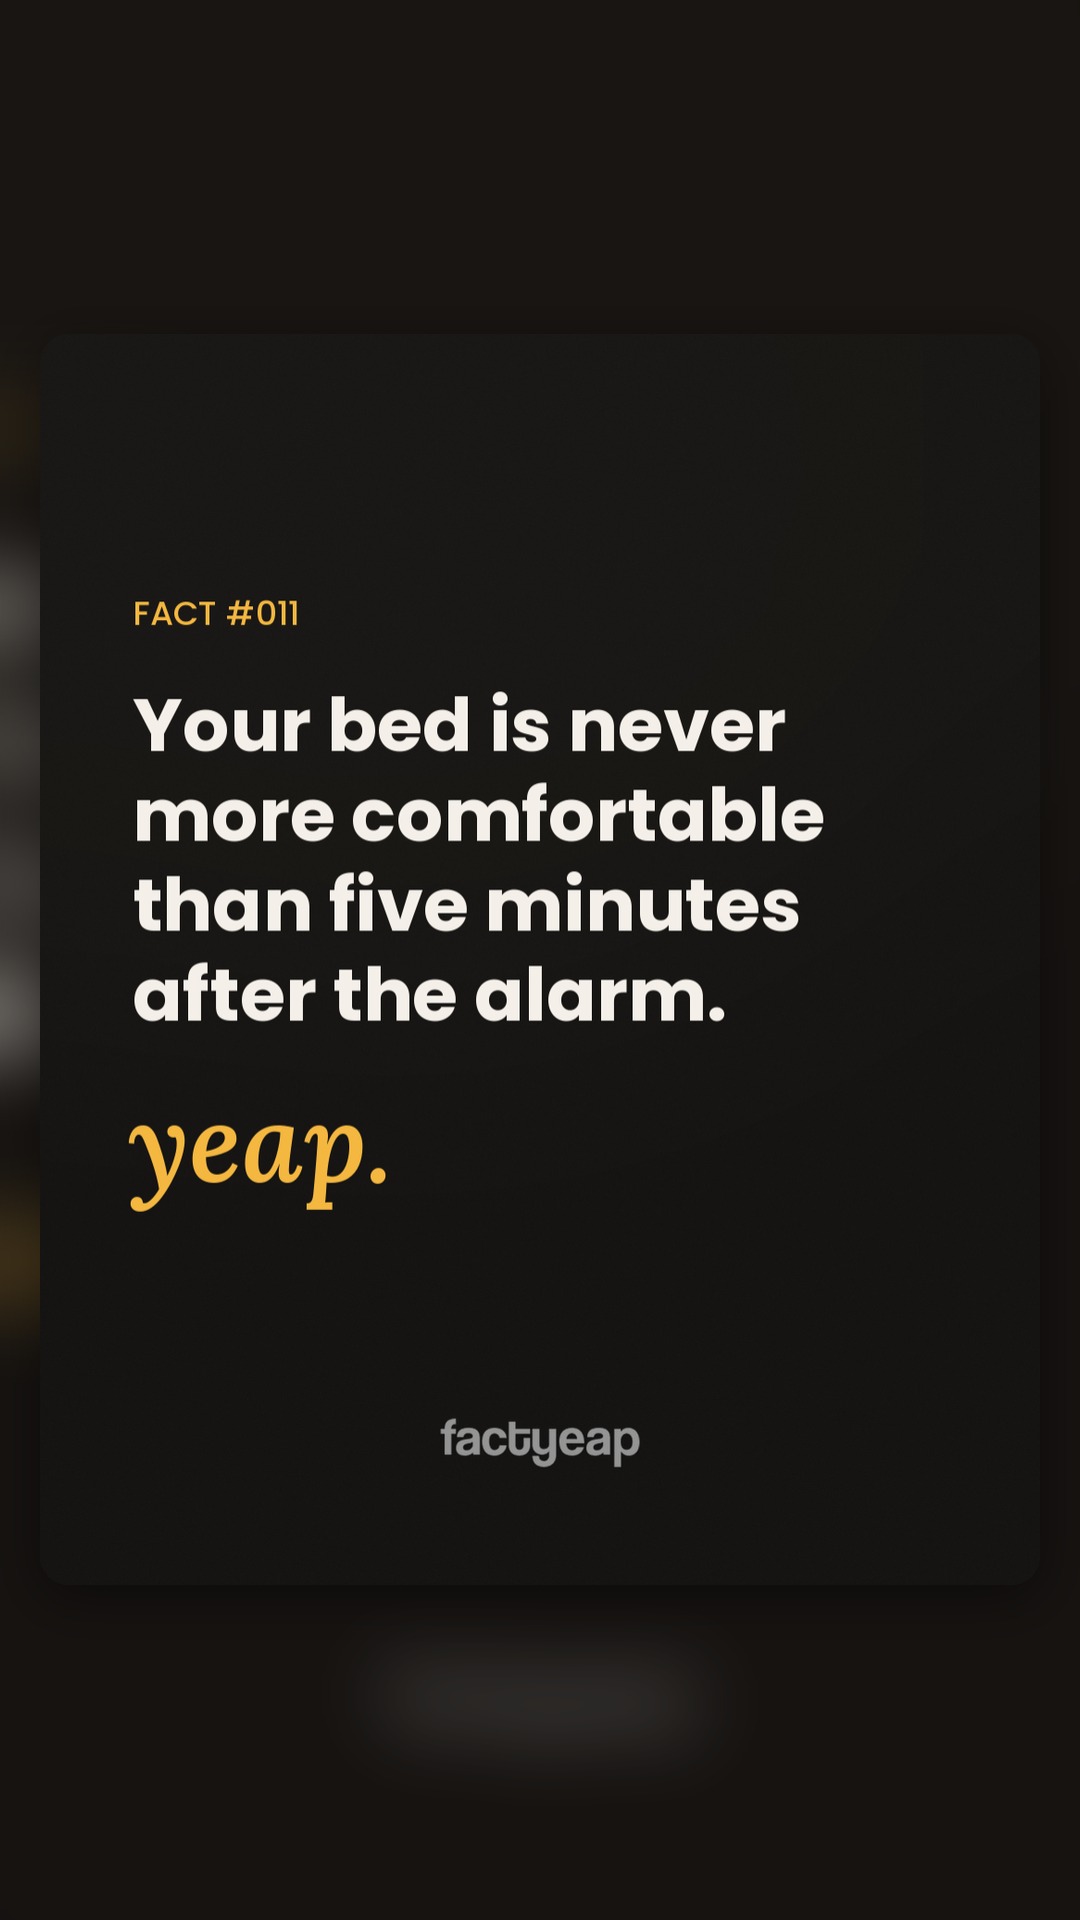 FACT #011
Your bed is never
more comfortable
than five minutes
after the alarm.
yeap.
factyeap